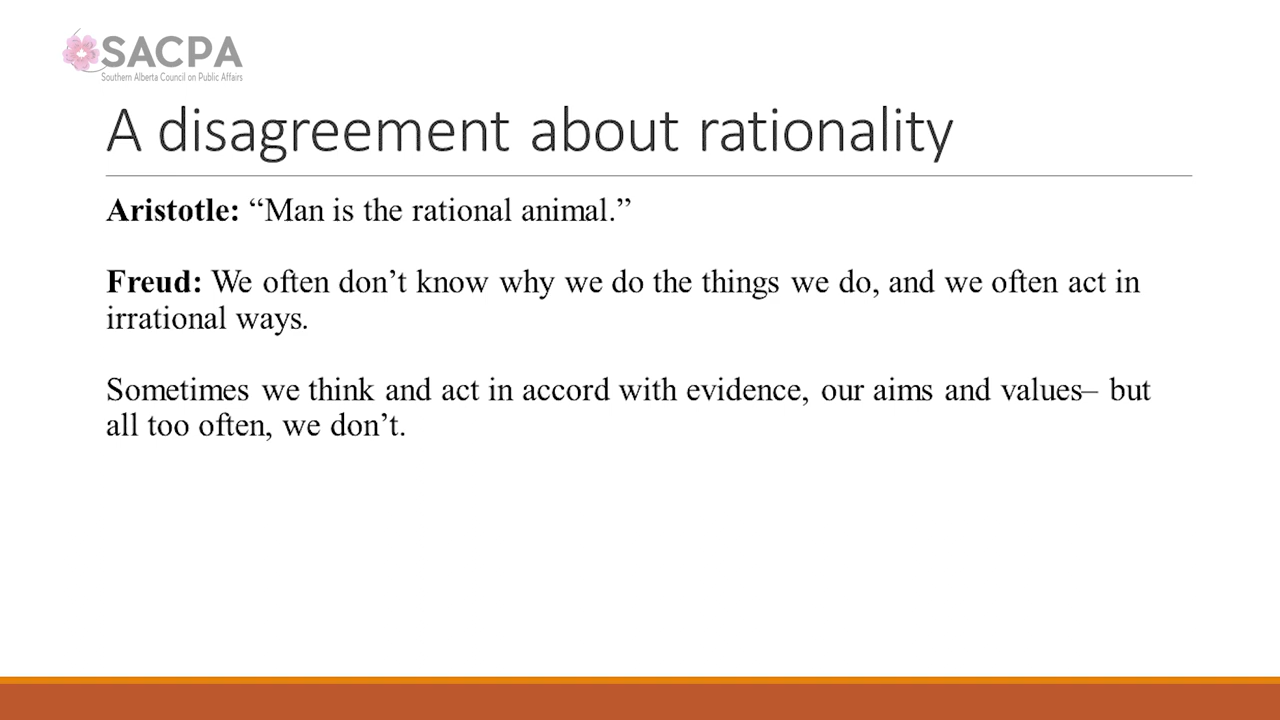 SACPA
Southern Alberta Council on Public Affairs
A disagreement about rationality
Aristotle: “Man is the rational animal.”
Freud: We often don’t know why we do the things we do, and we often act in
irrational ways.
Sometimes we think and act in accord with evidence, our aims and values– but
all too often, we don’t.